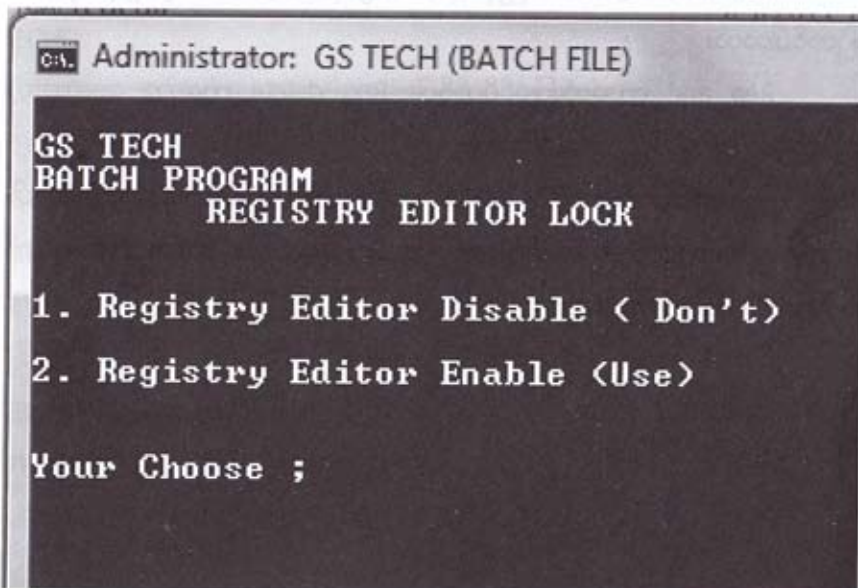 Administrator: GS TECH (BATCH FILE)
GS TECH
BATCH PROGRAM
REGISTRY EDITOR LOCK
1. Registry Editor Disable ( Don't)
2. Registry Editor Enable (Use)
Your Choose ;